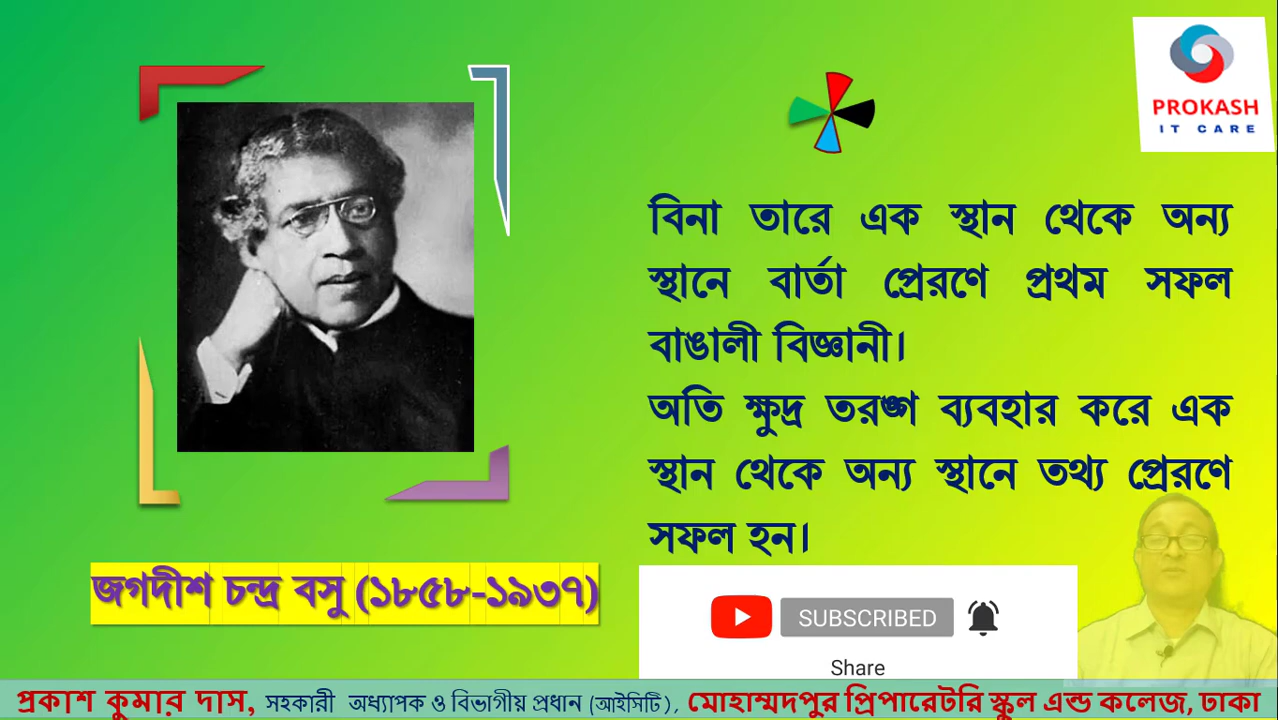 PROKASH
IT CARE
বিনা তারে এক স্থান থেকে অন্য
স্থানে বার্তা প্রেরণে প্রথম সফল
বাঙালী বিজ্ঞানী।
অতি ক্ষুদ্র তরঙ্গ ব্যবহার করে এক
স্থান থেকে অন্য স্থানে তথ্য প্রেরণে
সফল হন।
জগদীশ চন্দ্র বসু (১৮৫৮-১৯৩৭)
SUBSCRIBED
Share
প্রকাশ কুমার দাস, সহকারী অধ্যাপক ও বিভাগীয় প্রধান (আইসিটি), মোহাম্মদপুর প্রিপারেটরি স্কুল এন্ড কলেজ, ঢাকা